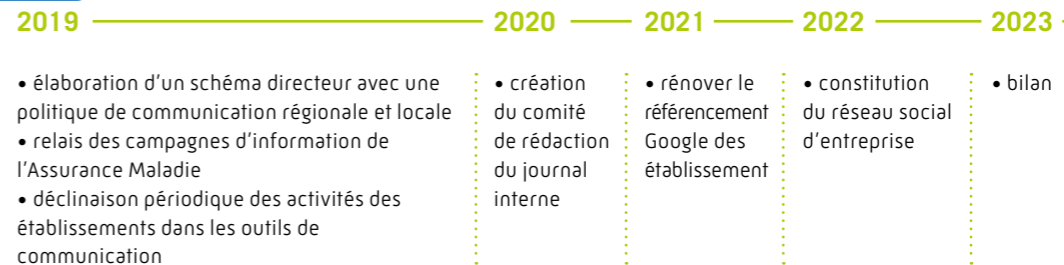 2019
2020
2021
2022
2023
• élaboration d'un schéma directeur avec une
politique de communication régionale et locale
• relais des campagnes d'information de
l'Assurance Maladie
• déclinaison périodique des activités des
établissements dans les outils de
communication
• création
du comité
de rédaction
du journal
interne
• rénover le
référencement
Google des
établissement
• constitution
du réseau social
d'entreprise
• bilan